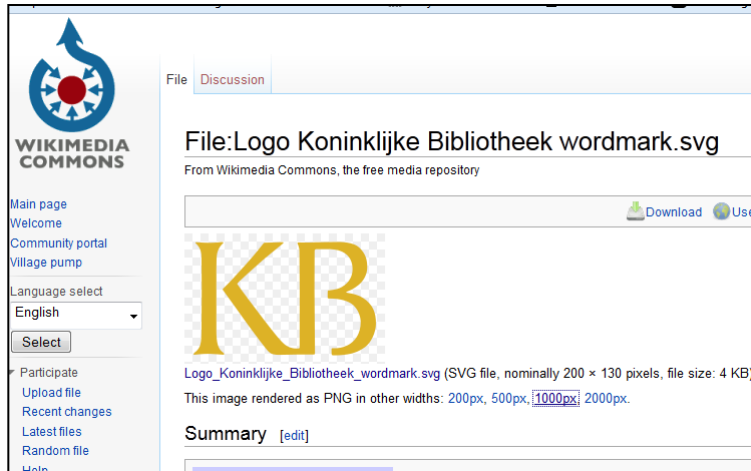 WIKIMEDIA
COMMONS
Main page
Welcome
Community portal
Village pump
Language select
English
Select
Participate
Upload file
Recent changes
Latest files
Random file
Help
File Discussion
File:Logo Koninklijke Bibliotheek wordmark.svg
From Wikimedia Commons, the free media repository
Download Use
KB
Logo_Koninklijke_Bibliotheek_wordmark.svg (SVG file, nominally 200 × 130 pixels, file size: 4 KB)
This image rendered as PNG in other widths: 200px, 500px, 1000px, 2000px.
Summary [edit]